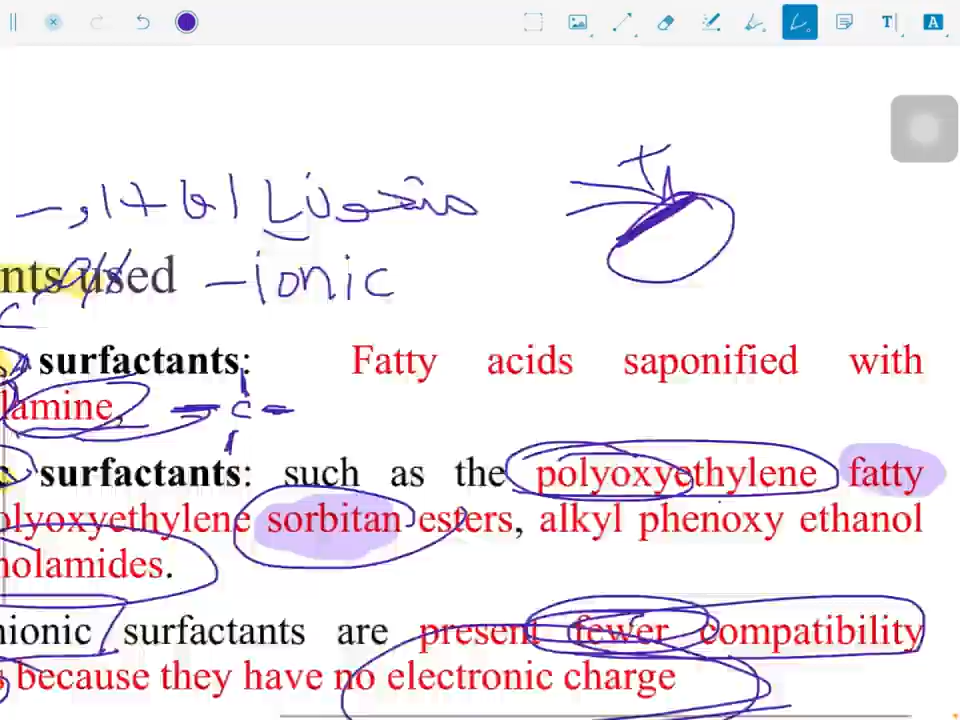 nts used -ionic
surfactants: Fatty acids saponified with
lamine,
- c -
surfactants: such as the polyoxyethylene fatty
olyoxyethylene sorbitan esters, alkyl phenoxy ethanol
nolamides.
nionic surfactants are present fewer compatibility
s because they have no electronic charge